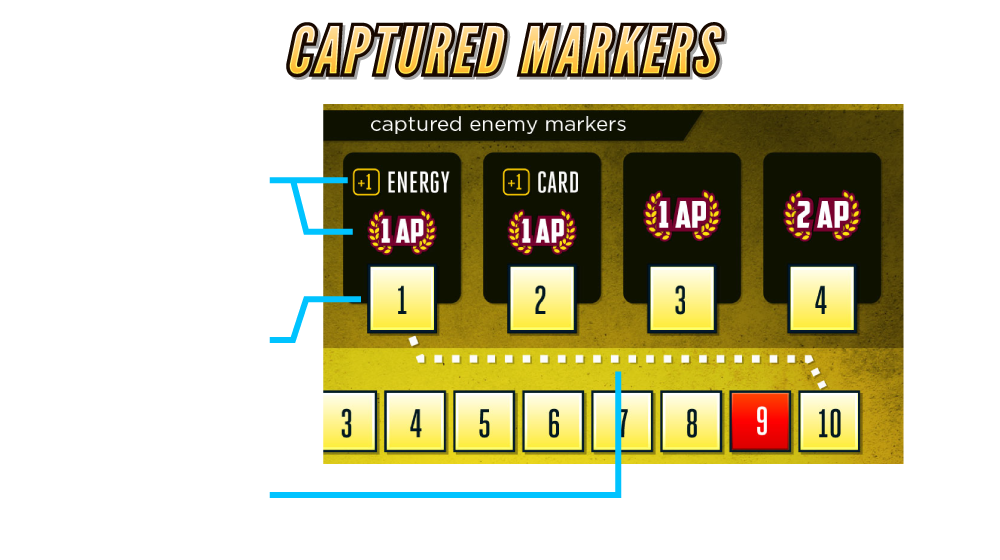 CAPTURED MARKERS
captured enemy markers
+1 ENERGY +1 CARD
1 AP 1 AP 1 AP 2 AP
1 2 3 4
3 4 5 6 7 8 9 10